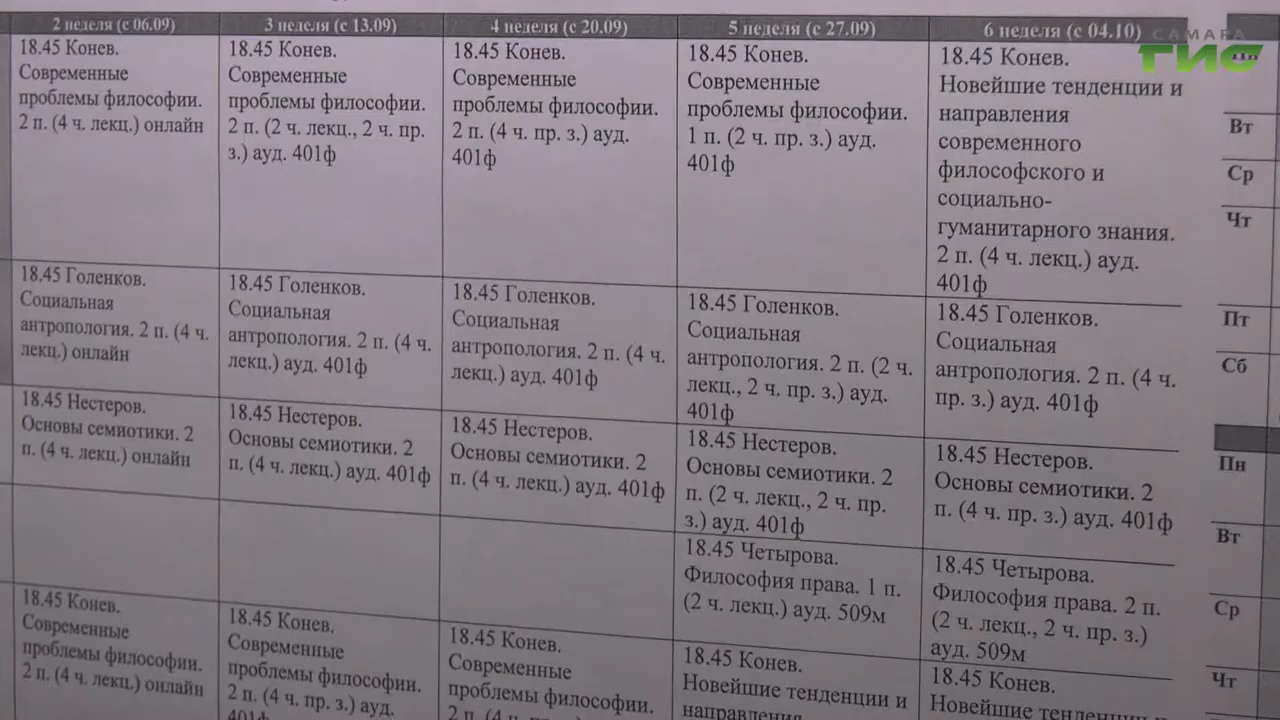 2 неделя (с 06.09)
3 неделя (с 13.09)
4 неделя (с 20.09)
5 неделя (с 27.09)
6 неделя (с 04.10)
САМАРА
ГИС
18.45 Конев.
Современные
проблемы философии.
2 п. (4 ч. лекц.) онлайн
18.45 Конев.
Современные
проблемы философии.
2 п. (2 ч. лекц., 2 ч. пр.
з.) ауд. 401ф
18.45 Конев.
Современные
проблемы философии.
2 п. (4 ч. пр. з.) ауд.
401ф
18.45 Конев.
Современные
проблемы философии.
1 п. (2 ч. пр. з.) ауд.
401ф
18.45 Конев.
Новейшие тенденции и
направления
современного
философского и
социально-
гуманитарного знания.
2 п. (4 ч. лекц.) ауд.
401ф
Вт
Ср
Чт
18.45 Голенков.
Социальная
антропология. 2 п. (4 ч.
лекц.) онлайн
18.45 Голенков.
Социальная
антропология. 2 п. (4 ч.
лекц.) ауд. 401ф
18.45 Голенков.
Социальная
антропология. 2 п. (4 ч.
лекц.) ауд. 401ф
18.45 Голенков.
Социальная
антропология. 2 п. (2 ч.
лекц., 2 ч. пр. з.) ауд.
401ф
18.45 Голенков.
Социальная
антропология. 2 п. (4 ч.
пр. з.) ауд. 401ф
Пт
Сб
18.45 Нестеров.
Основы семиотики. 2
п. (4 ч. лекц.) онлайн
18.45 Нестеров.
Основы семиотики. 2
п. (4 ч. лекц.) ауд. 401ф
18.45 Нестеров.
Основы семиотики. 2
п. (4 ч. лекц.) ауд. 401ф
18.45 Нестеров.
Основы семиотики. 2
п. (2 ч. лекц., 2 ч. пр.
з.) ауд. 401ф
18.45 Нестеров.
Основы семиотики. 2
п. (4 ч. пр. з.) ауд. 401ф
Пн
18.45 Четырова.
Философия права. 1 п.
(2 ч. лекц.) ауд. 509м
18.45 Четырова.
Философия права. 2 п.
(2 ч. лекц., 2 ч. пр. з.)
ауд. 509м
Вт
Ср
18.45 Конев.
Современные
проблемы философии.
2 п. (4 ч. лекц.) онлайн
18.45 Конев.
Современные
проблемы философии.
2 п. (4 ч. пр. з.) ауд.
401ф
18.45 Конев.
Современные
проблемы философии.
2 п. (4 ч. пр. з.) ауд.
18.45 Конев.
Новейшие тенденции и
направления
18.45 Конев.
Новейшие тенденции и
Чт